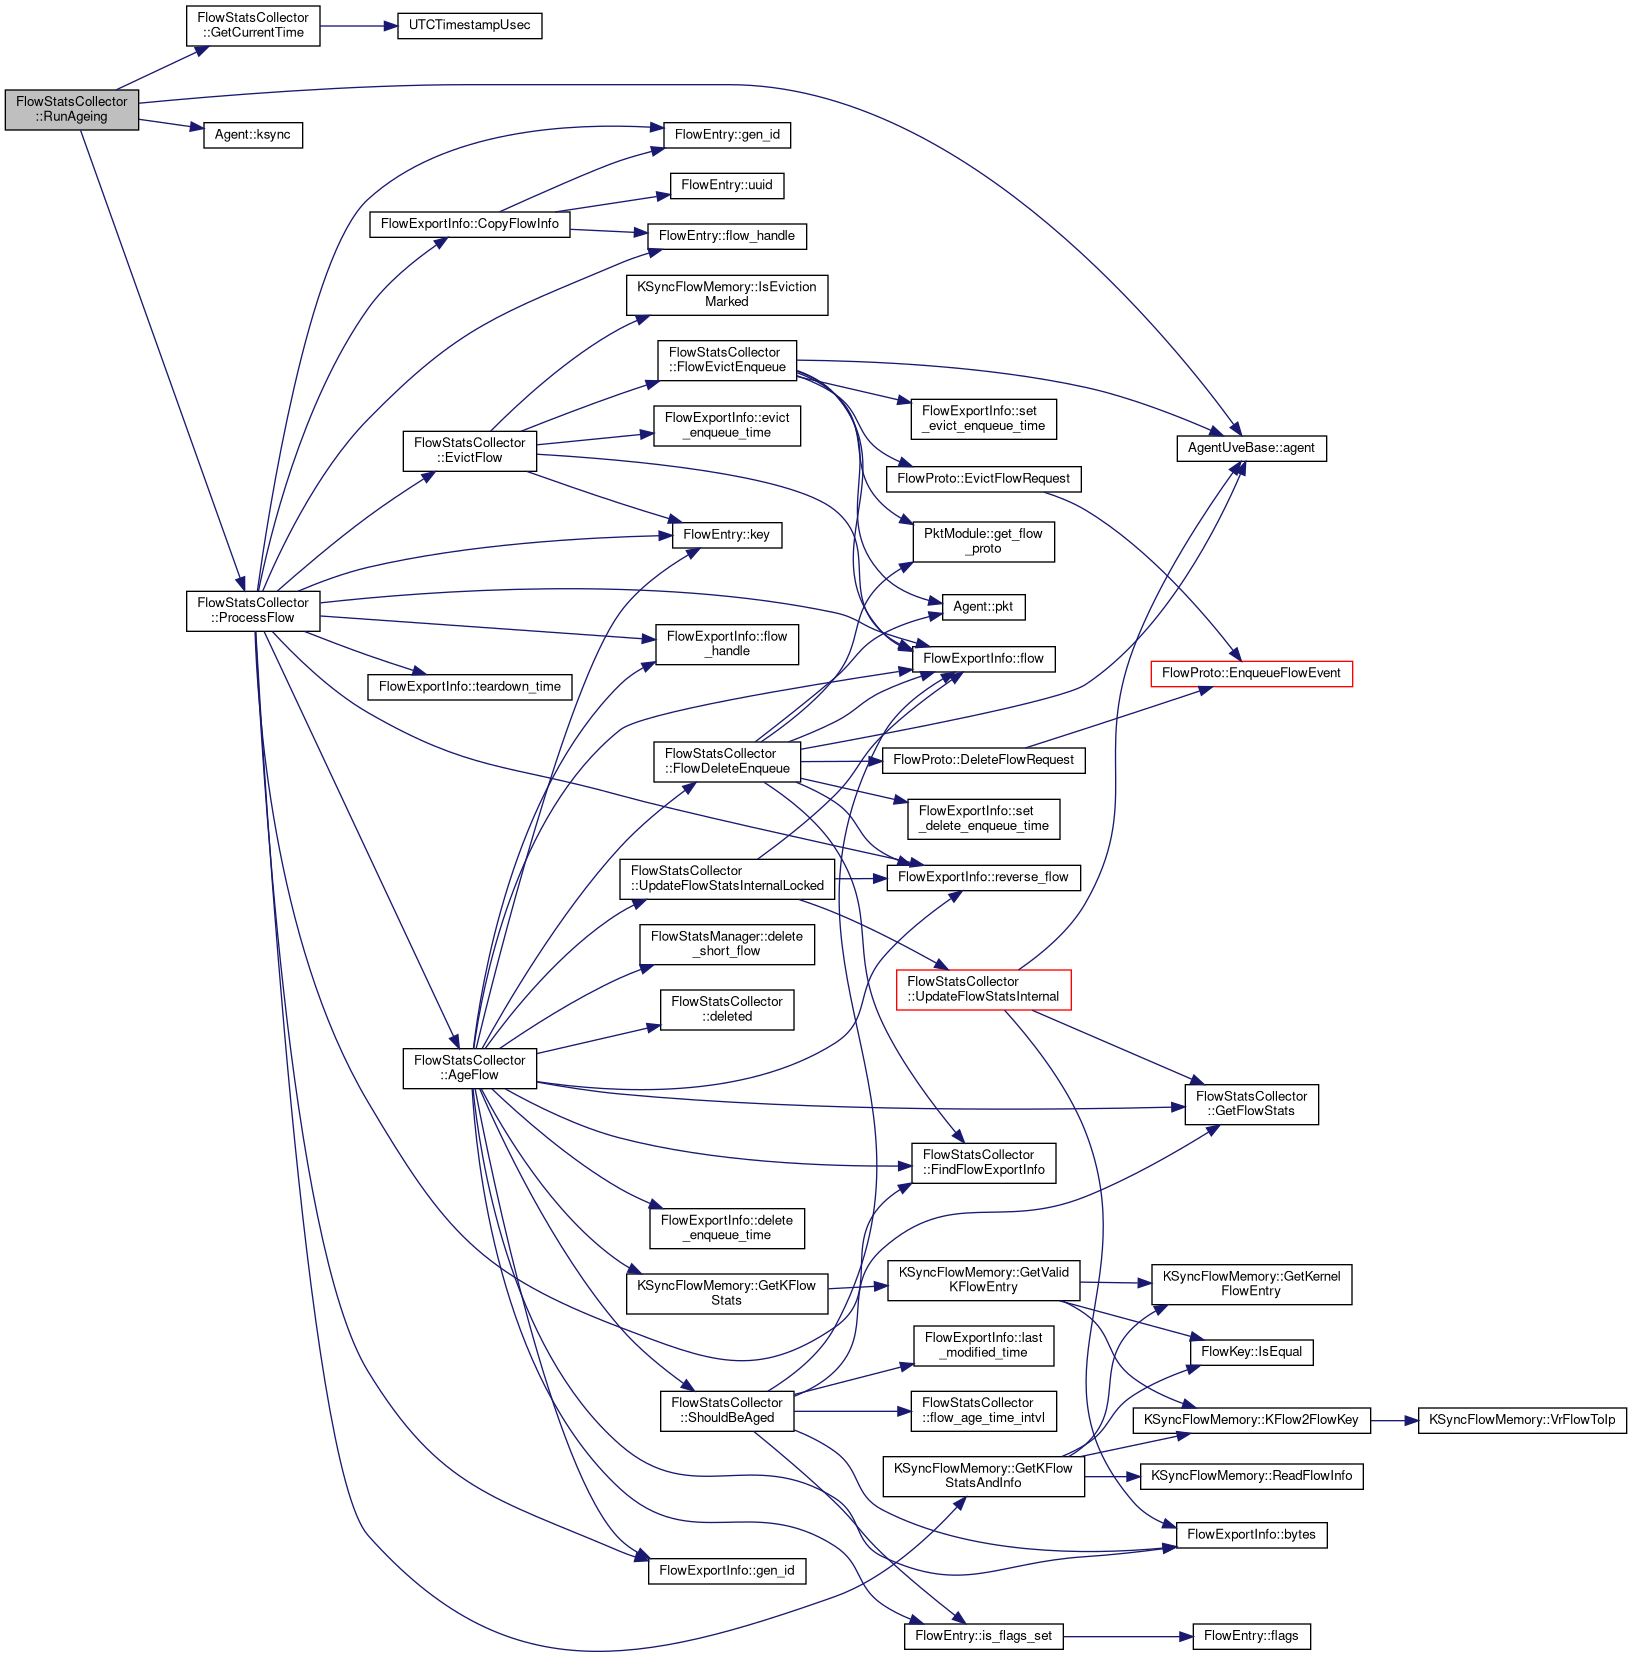 FlowStatsCollector
::GetCurrentTime
UTCTimestampUsec
FlowStatsCollector
::RunAgeing
Agent::ksync
FlowEntry::gen_id
FlowEntry::uuid
FlowExportInfo::CopyFlowInfo
FlowEntry::flow_handle
KSyncFlowMemory::IsEviction
Marked
FlowStatsCollector
::FlowEvictEnqueue
FlowExportInfo::set
_evict_enqueue_time
FlowExportInfo::evict
_enqueue_time
FlowStatsCollector
::EvictFlow
AgentUveBase::agent
FlowProto::EvictFlowRequest
FlowEntry::key
PktModule::get_flow
_proto
FlowStatsCollector
::ProcessFlow
Agent::pkt
FlowExportInfo::flow
_handle
FlowExportInfo::flow
FlowProto::EnqueueFlowEvent
FlowExportInfo::teardown_time
FlowStatsCollector
::FlowDeleteEnqueue
FlowProto::DeleteFlowRequest
FlowExportInfo::set
_delete_enqueue_time
FlowStatsCollector
::UpdateFlowStatsInternalLocked
FlowExportInfo::reverse_flow
FlowStatsManager::delete
_short_flow
FlowStatsCollector
::UpdateFlowStatsInternal
FlowStatsCollector
::deleted
FlowStatsCollector
::AgeFlow
FlowStatsCollector
::GetFlowStats
FlowStatsCollector
::FindFlowExportInfo
FlowExportInfo::delete
_enqueue_time
KSyncFlowMemory::GetKFlow
Stats
KSyncFlowMemory::GetValid
KFlowEntry
KSyncFlowMemory::GetKernel
FlowEntry
FlowExportInfo::last
_modified_time
FlowKey::IsEqual
FlowStatsCollector
::ShouldBeAged
FlowStatsCollector
::flow_age_time_intvl
KSyncFlowMemory::KFlow2FlowKey
KSyncFlowMemory::VrFlowToIp
KSyncFlowMemory::GetKFlow
StatsAndInfo
KSyncFlowMemory::ReadFlowInfo
FlowExportInfo::bytes
FlowExportInfo::gen_id
FlowEntry::is_flags_set
FlowEntry::flags